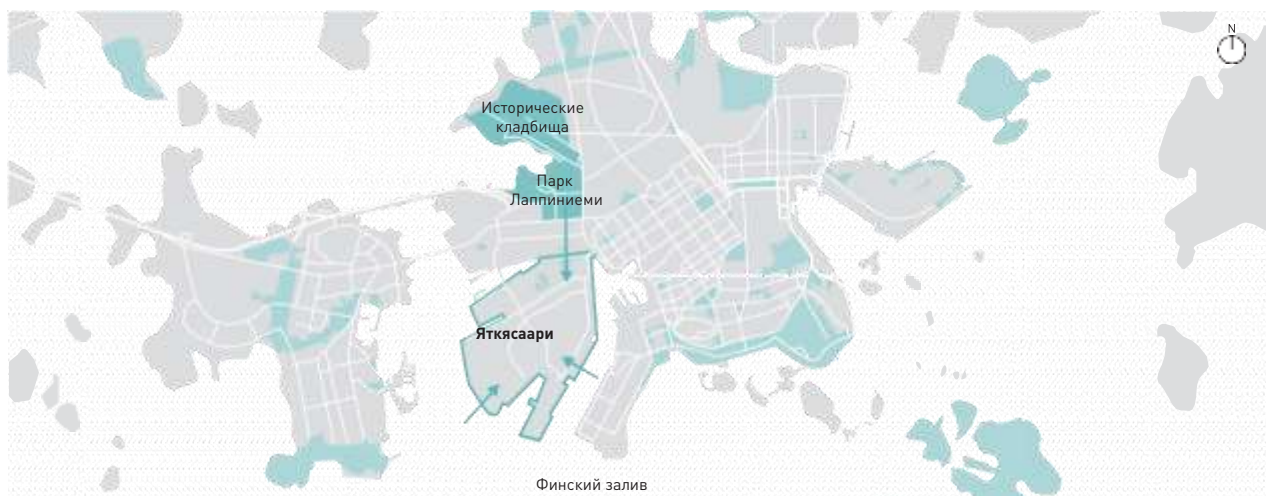 N
Исторические
кладбища
Парк
Лаппиниеми
Яткясаари
Финский залив